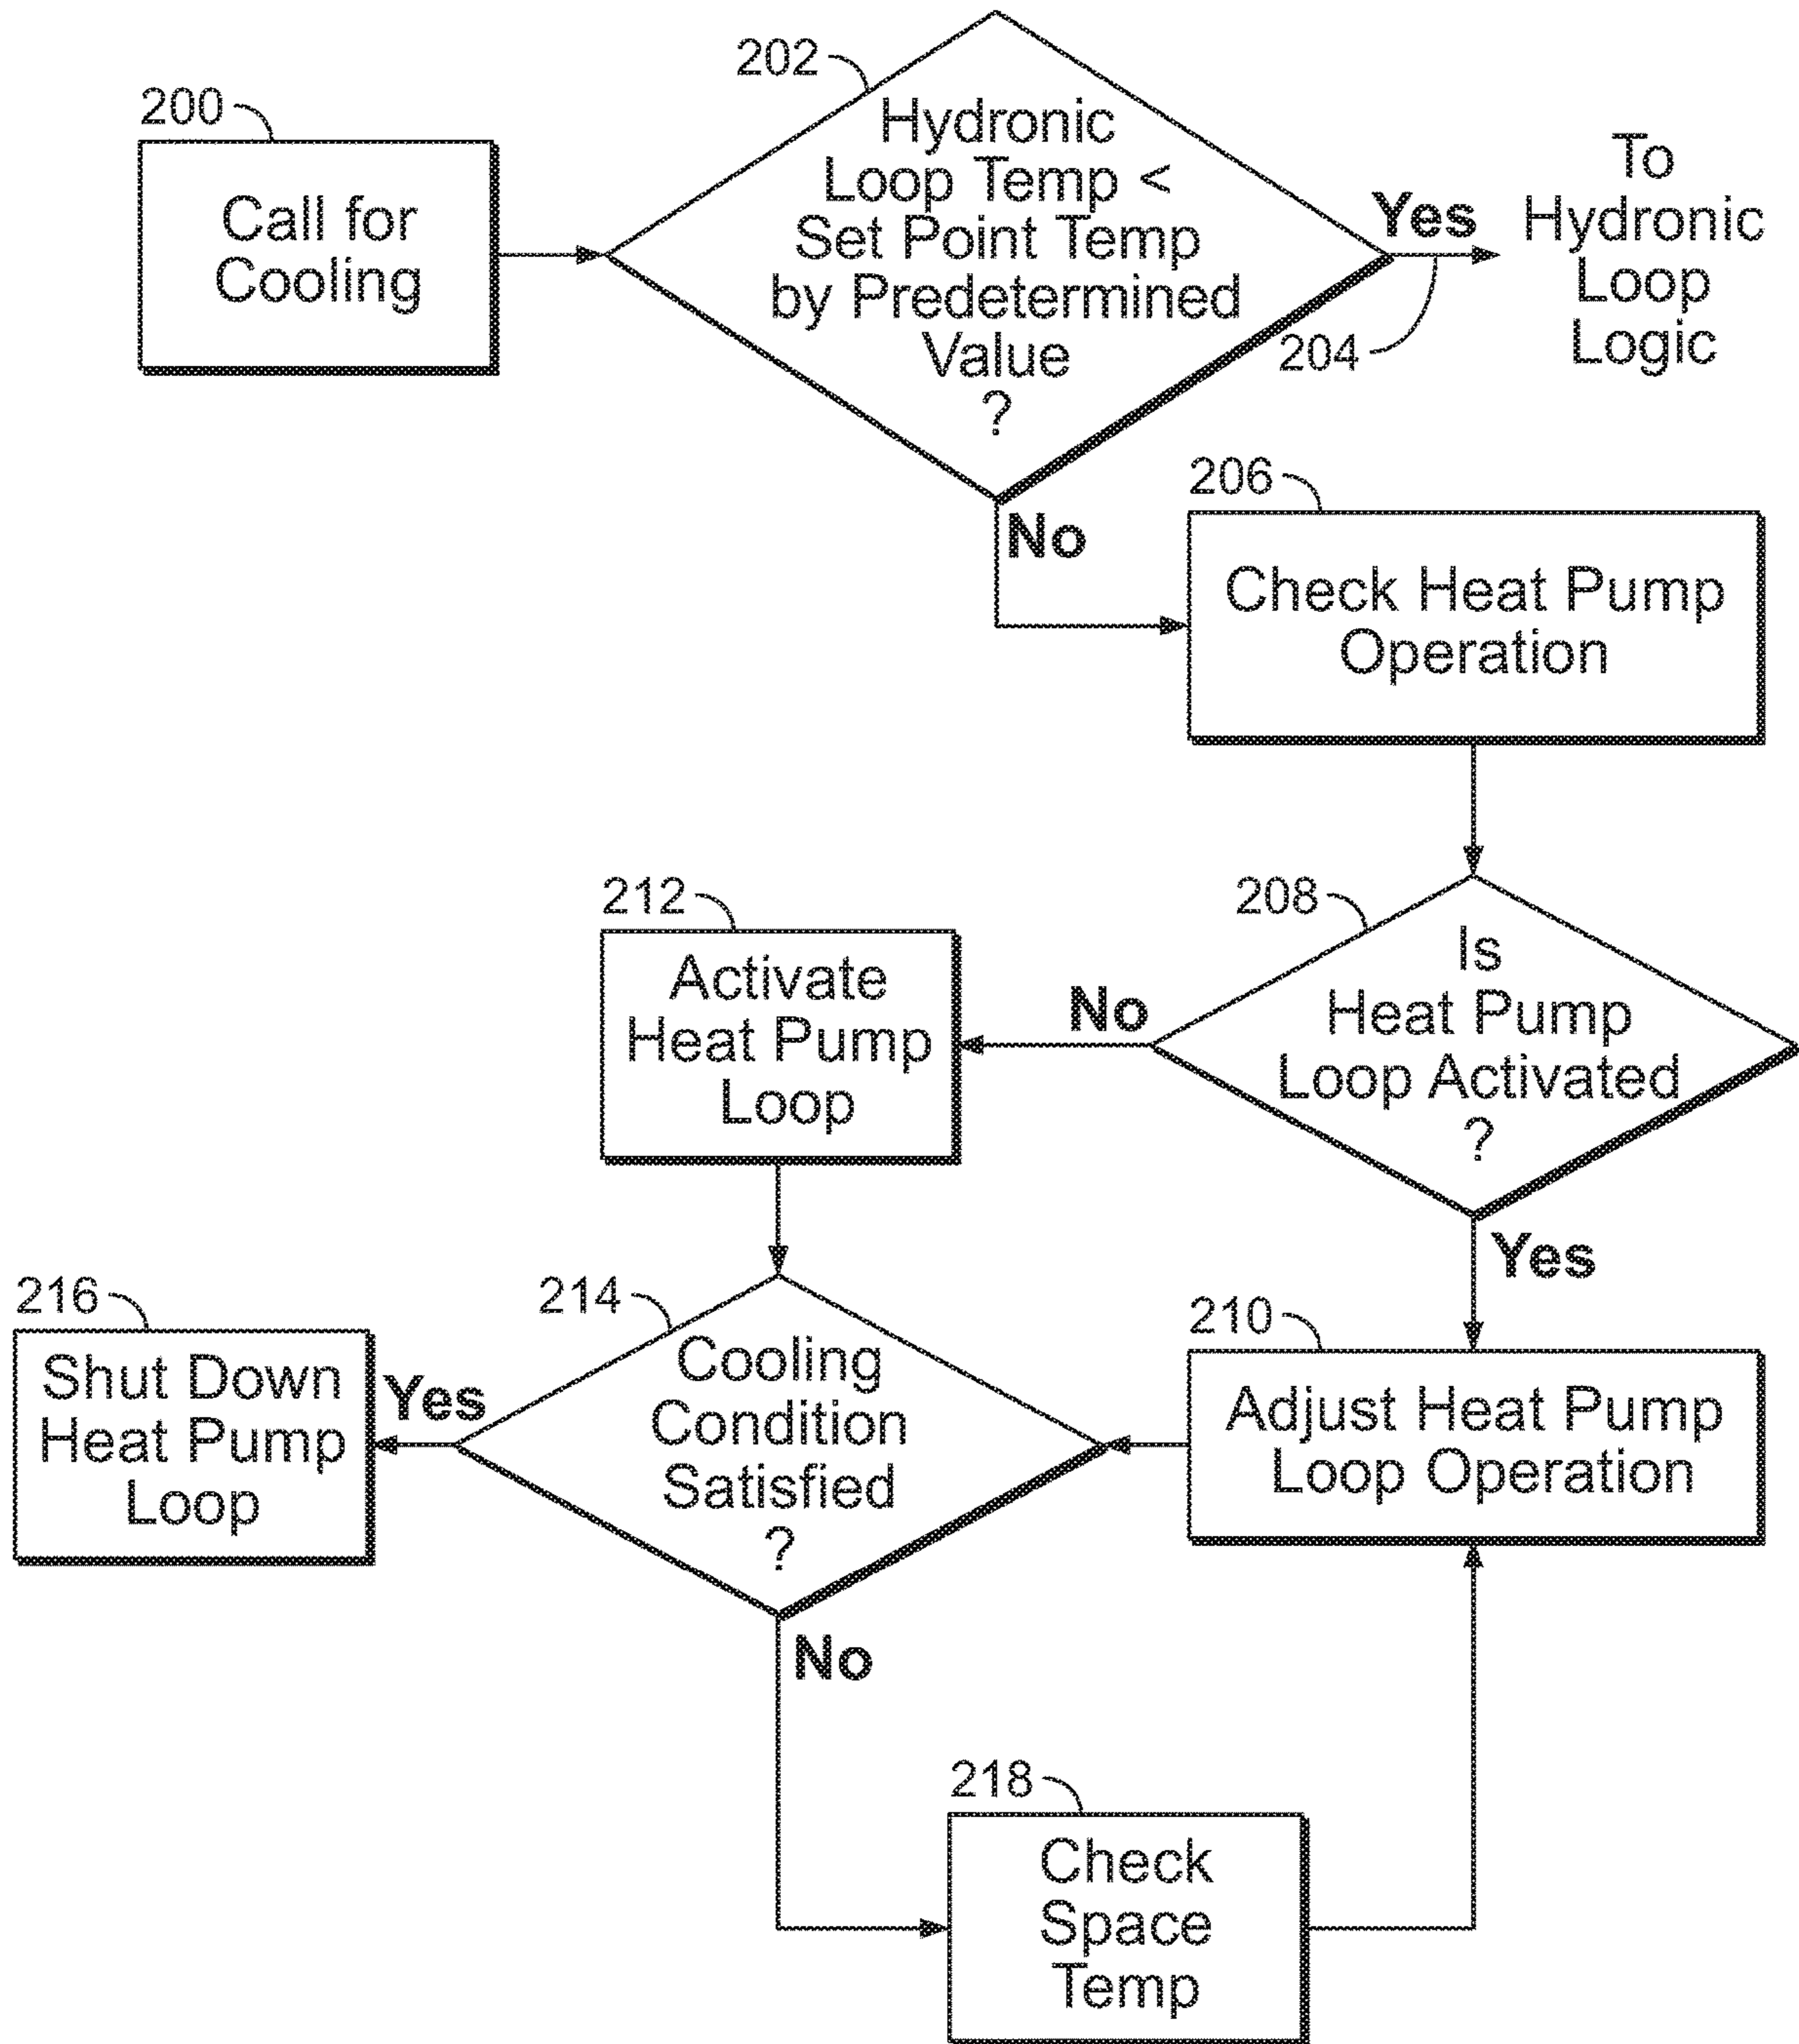 200
Call for
Cooling
202
Hydronic
Loop Temp <
Set Point Temp
by Predetermined
Value
?
Yes
204
To
Hydronic
Loop
Logic
No
206
Check Heat Pump
Operation
208
Is
Heat Pump
Loop Activated
?
No
212
Activate
Heat Pump
Loop
Yes
210
Adjust Heat Pump
Loop Operation
214
Cooling
Condition
Satisfied
?
Yes
216
Shut Down
Heat Pump
Loop
No
218
Check
Space
Temp